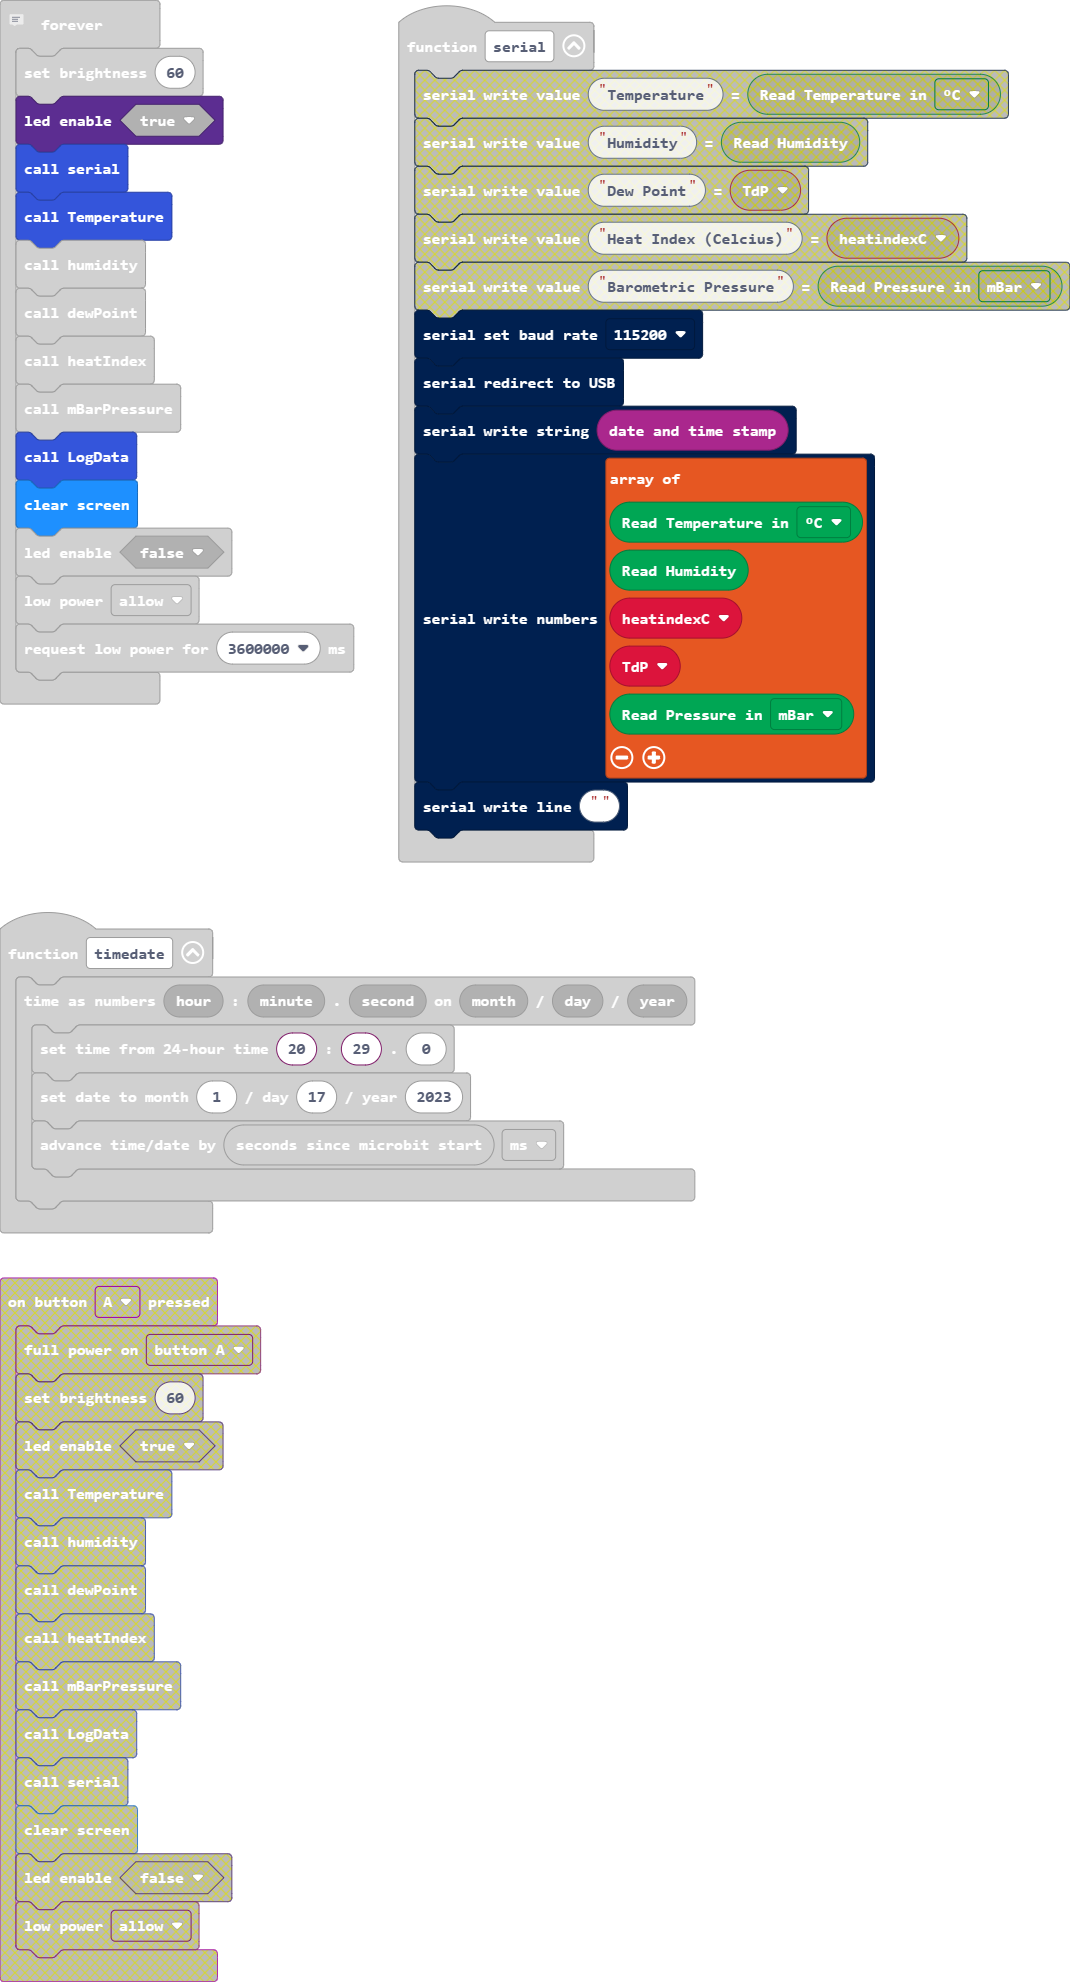 forever
set brightness 60
led enable true
call serial
call Temperature
call humidity
call dewPoint
call heatIndex
call mBarPressure
call LogData
clear screen
led enable false
low power allow
request low power for 3600000 ms
function serial
serial write value "Temperature" = Read Temperature in ºC
serial write value "Humidity" = Read Humidity
serial write value "Dew Point" = TdP
serial write value "Heat Index (Celcius)" = heatindexC
serial write value "Barometric Pressure" = Read Pressure in mBar
serial set baud rate 115200
serial redirect to USB
serial write string date and time stamp
serial write numbers array of
Read Temperature in ºC
Read Humidity
heatindexC
TdP
Read Pressure in mBar
serial write line " "
function timedate
time as numbers hour : minute . second on month / day / year
set time from 24-hour time 20 : 29 . 0
set date to month 1 / day 17 / year 2023
advance time/date by seconds since microbit start ms
on button A pressed
full power on button A
set brightness 60
led enable true
call Temperature
call humidity
call dewPoint
call heatIndex
call mBarPressure
call LogData
call serial
clear screen
led enable false
low power allow